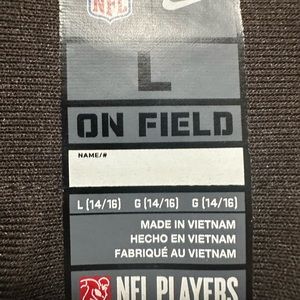 NFL
L
ON FIELD
NAME/#
L (14/16) G (14/16) G (14/16)
MADE IN VIETNAM
HECHO EN VIETNAM
FABRIQUÉ AU VIETNAM
NFL PLAYERS